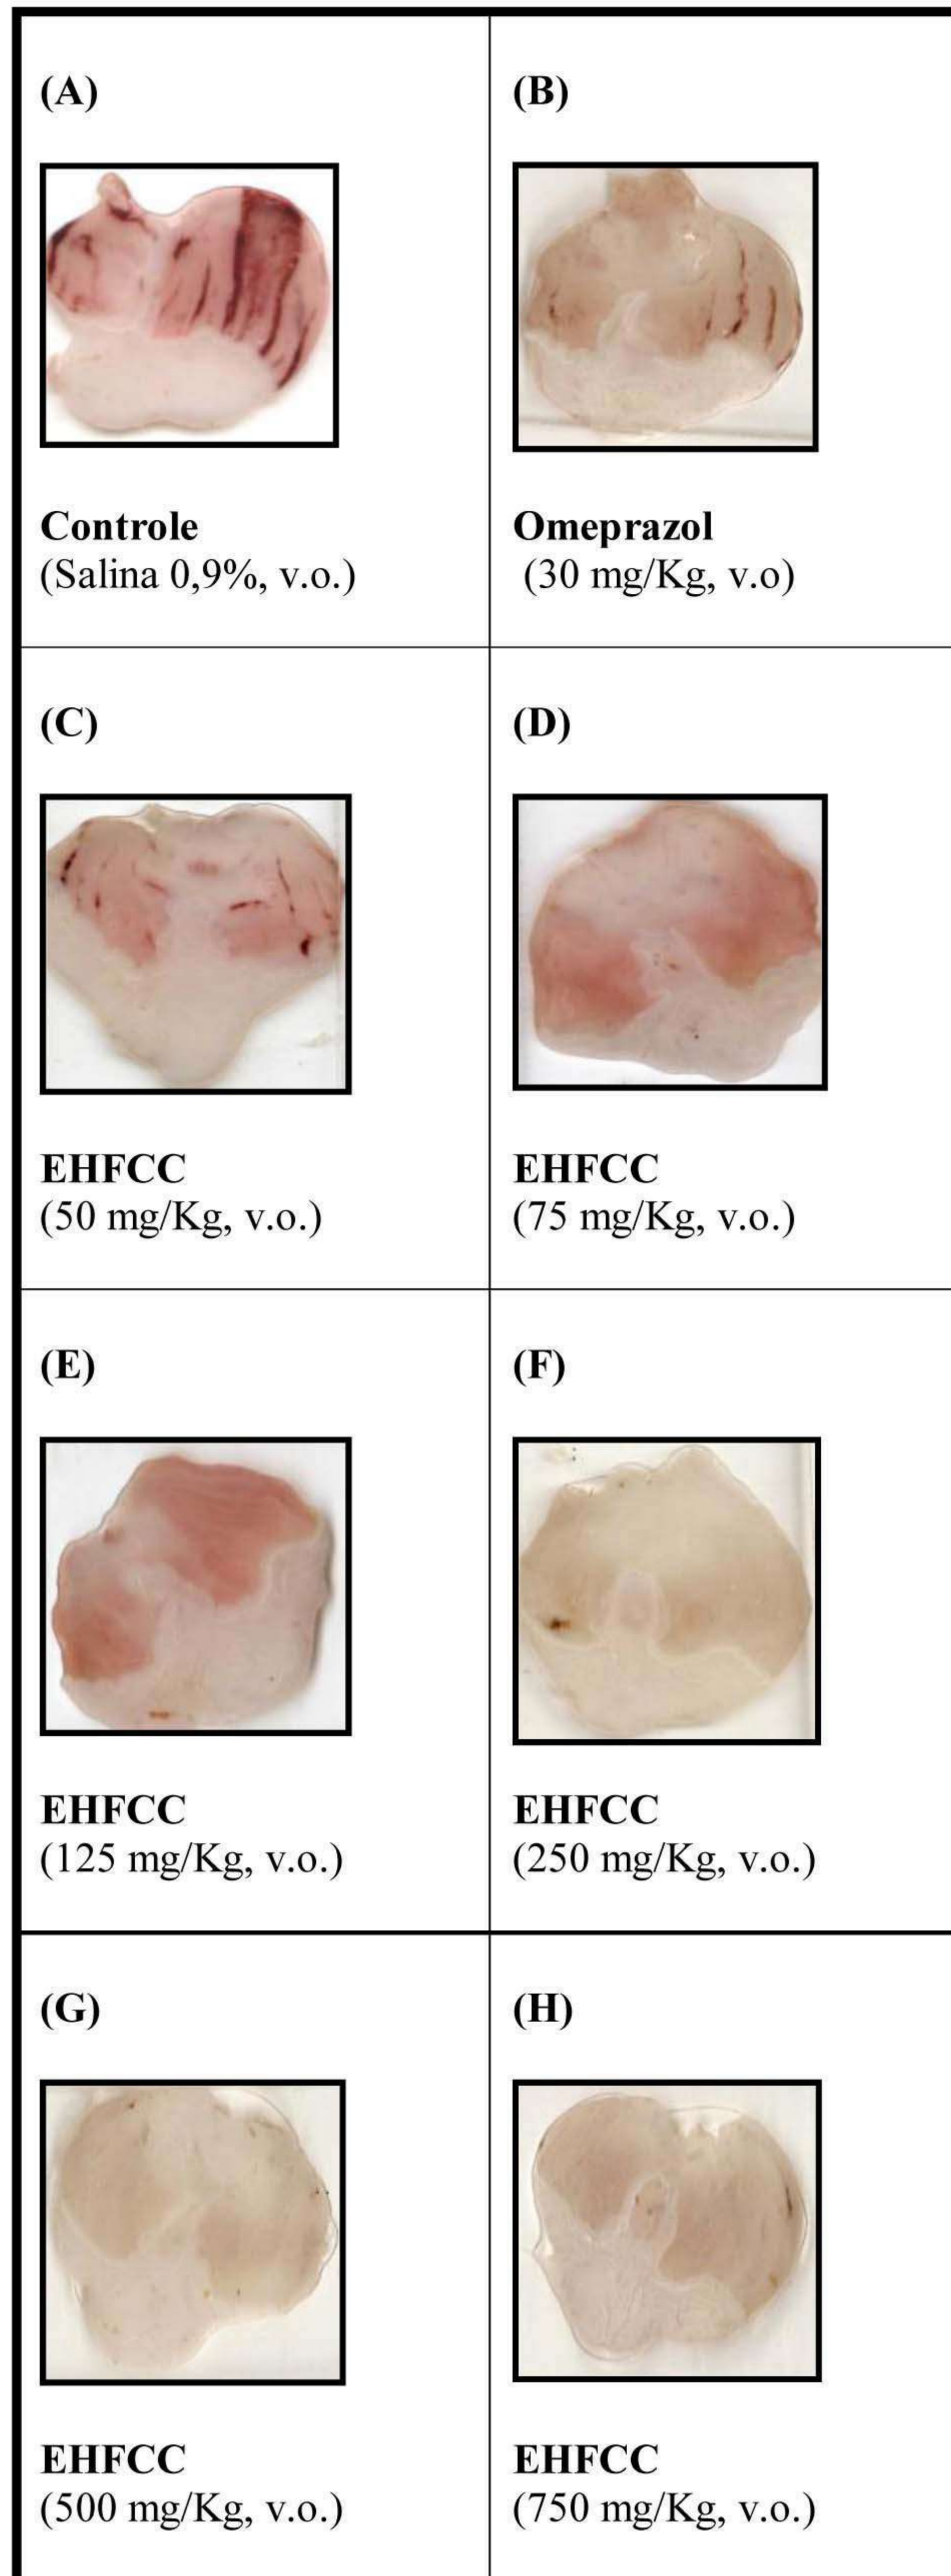 (A)
(B)
Controle
(Salina 0,9%, v.o.)
Omeprazol
(30 mg/Kg, v.o)
(C)
(D)
EHFCC
(50 mg/Kg, v.o.)
EHFCC
(75 mg/Kg, v.o.)
(E)
(F)
EHFCC
(125 mg/Kg, v.o.)
EHFCC
(250 mg/Kg, v.o.)
(G)
(H)
EHFCC
(500 mg/Kg, v.o.)
EHFCC
(750 mg/Kg, v.o.)